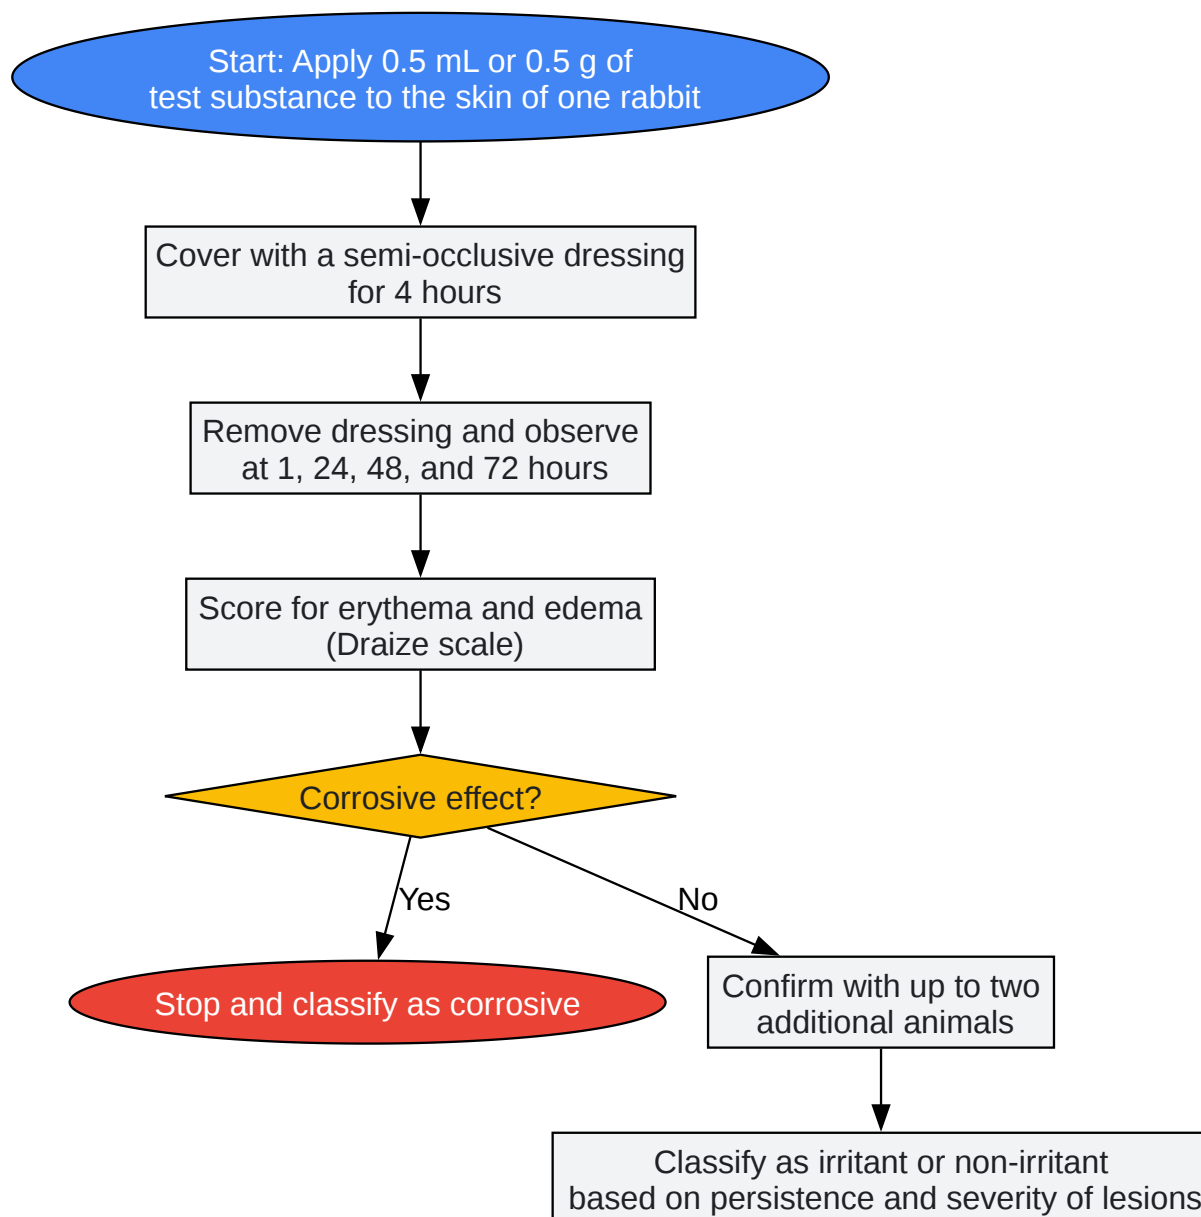 Start: Apply 0.5 mL or 0.5 g of
test substance to the skin of one rabbit
Cover with a semi-occlusive dressing
for 4 hours
Remove dressing and observe
at 1, 24, 48, and 72 hours
Score for erythema and edema
(Draize scale)
Corrosive effect?
Yes
No
Stop and classify as corrosive
Confirm with up to two
additional animals
Classify as irritant or non-irritant
based on persistence and severity of lesions